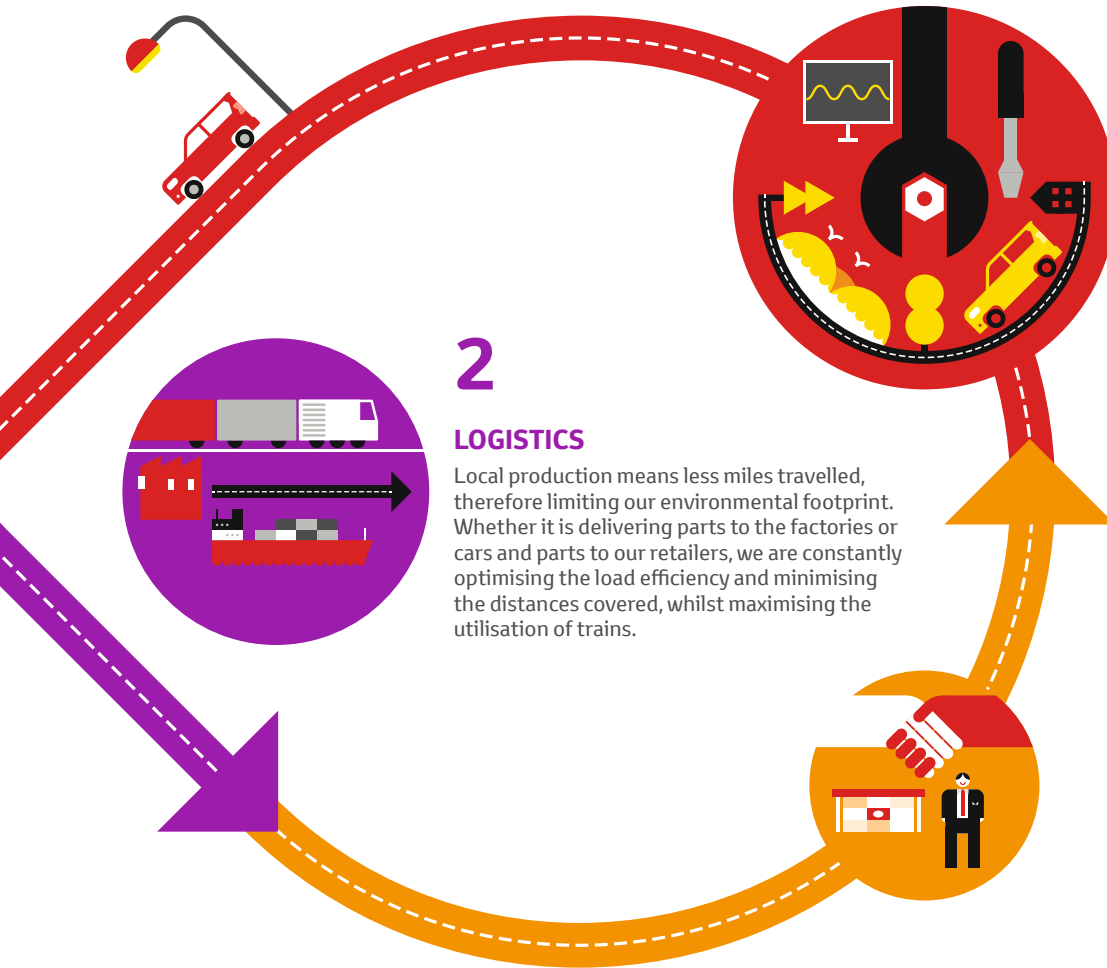 2
LOGISTICS
Local production means less miles travelled,
therefore limiting our environmental footprint.
Whether it is delivering parts to the factories or
cars and parts to our retailers, we are constantly
optimising the load efficiency and minimising
the distances covered, whilst maximising the
utilisation of trains.